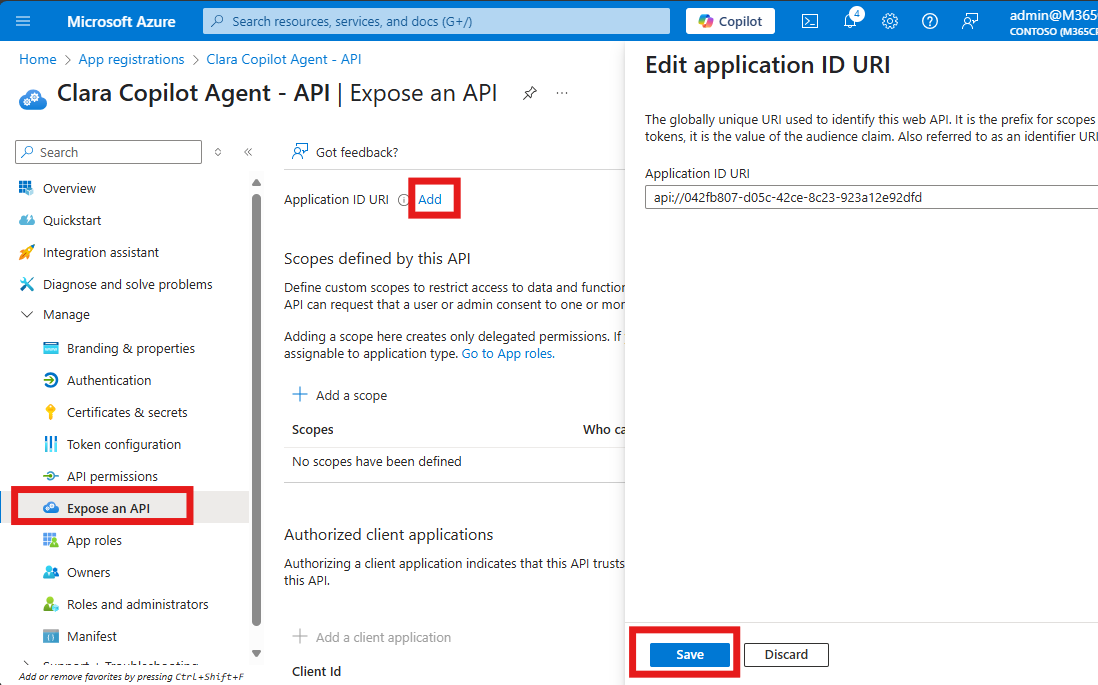 Microsoft Azure
Search resources, services, and docs (G+/)
Copilot
4
admin@M365
CONTOSO (M365C
Home > App registrations > Clara Copilot Agent - API
Clara Copilot Agent - API | Expose an API
Search
Overview
Quickstart
Integration assistant
Diagnose and solve problems
Manage
Branding & properties
Authentication
Certificates & secrets
Token configuration
API permissions
Expose an API
App roles
Owners
Roles and administrators
Manifest
Support + Troubleshooting
Add or remove favorites by pressing Ctrl+Shift+F
Got feedback?
Application ID URI
Add
Scopes defined by this API
Define custom scopes to restrict access to data and function
API can request that a user or admin consent to one or mor
Adding a scope here creates only delegated permissions. If
assignable to application type. Go to App roles.
Add a scope
Scopes
Who ca
No scopes have been defined
Authorized client applications
Authorizing a client application indicates that this API trusts
this API.
Add a client application
Client Id
Edit application ID URI
The globally unique URI used to identify this web API. It is the prefix for scopes
tokens, it is the value of the audience claim. Also referred to as an identifier URI
Application ID URI
api://042fb807-d05c-42ce-8c23-923a12e92dfd
Save
Discard